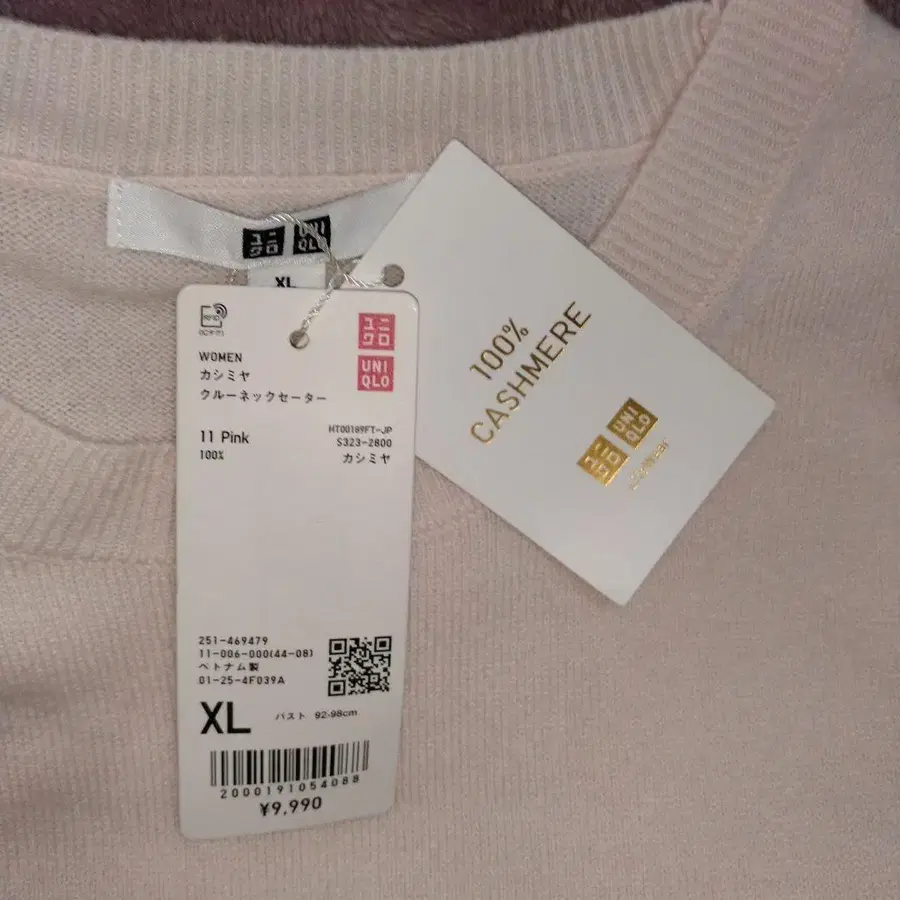 ユニクロ
UNIQLO
XL
RFID
WOMEN
カシミヤ
クルーネックセーター
ユニクロ
UNIQLO
11 Pink
100%
HT00189FT-JP
S323-2800
カシミヤ
251-469479
11-006-000(44-08)
ベトナム製
01-25-4F039A
XL バスト 92-98cm
2000191054088
¥9,990
100%
CASHMERE
ユニクロ
UNIQLO